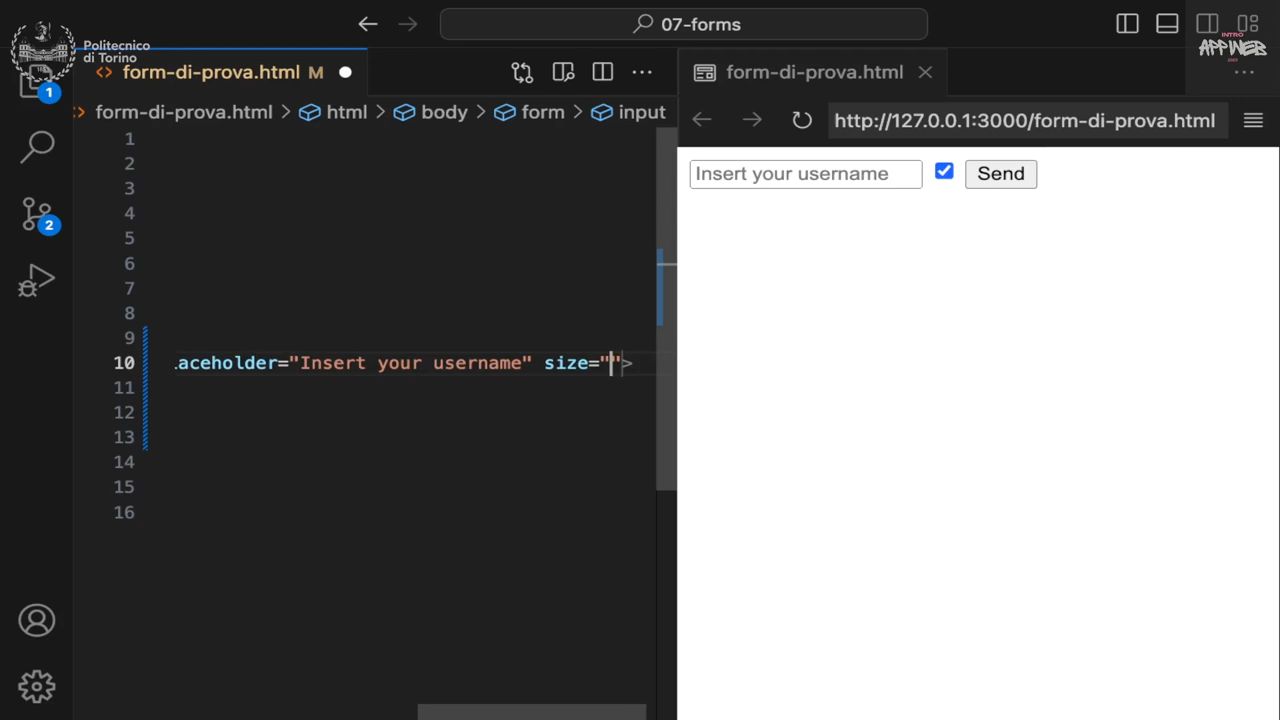 07-forms
Politecnico
di Torino
INTRO
APPIWEB
form-di-prova.html M
form-di-prova.html
1
form-di-prova.html > html > body > form > input
http://127.0.0.1:3000/form-di-prova.html
1
2
3
4
5
6
7
8
9
10 .aceholder="Insert your username" size="">
11
12
13
14
15
16
2
Insert your username
Send